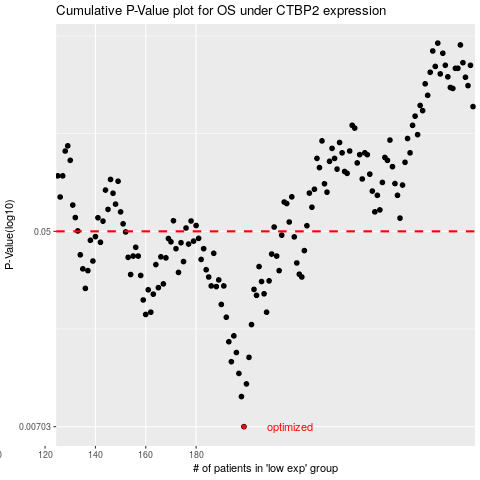 Cumulative P-Value plot for OS under CTBP2 expression
P-Value(log10)
0.05
0.00703
optimized
0 120 140 160 180
# of patients in 'low exp' group